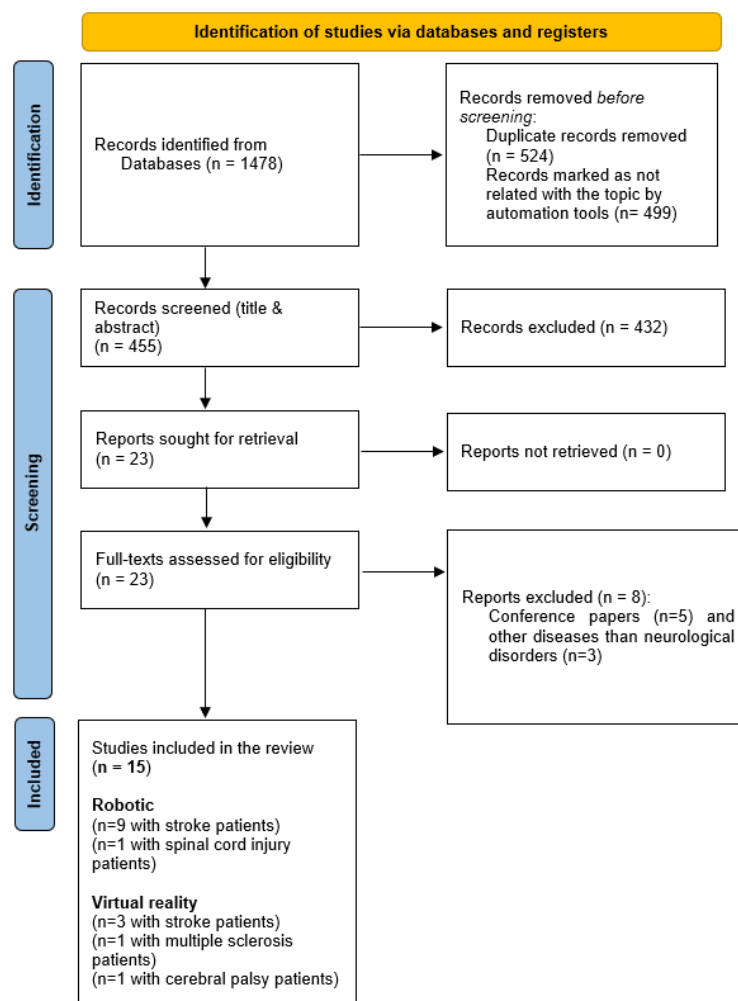 Identification of studies via databases and registers
Identification
Records identified from
Databases (n = 1478)
Records removed before
screening:
Duplicate records removed
(n = 524)
Records marked as not
related with the topic by
automation tools (n= 499)
Screening
Records screened (title &
abstract)
(n = 455)
Records excluded (n = 432)
Reports sought for retrieval
(n = 23)
Reports not retrieved (n = 0)
Full-texts assessed for eligibility
(n = 23)
Reports excluded (n = 8):
Conference papers (n=5) and
other diseases than neurological
disorders (n=3)
Included
Studies included in the review
(n = 15)
Robotic
(n=9 with stroke patients)
(n=1 with spinal cord injury
patients)
Virtual reality
(n=3 with stroke patients)
(n=1 with multiple sclerosis
patients)
(n=1 with cerebral palsy patients)